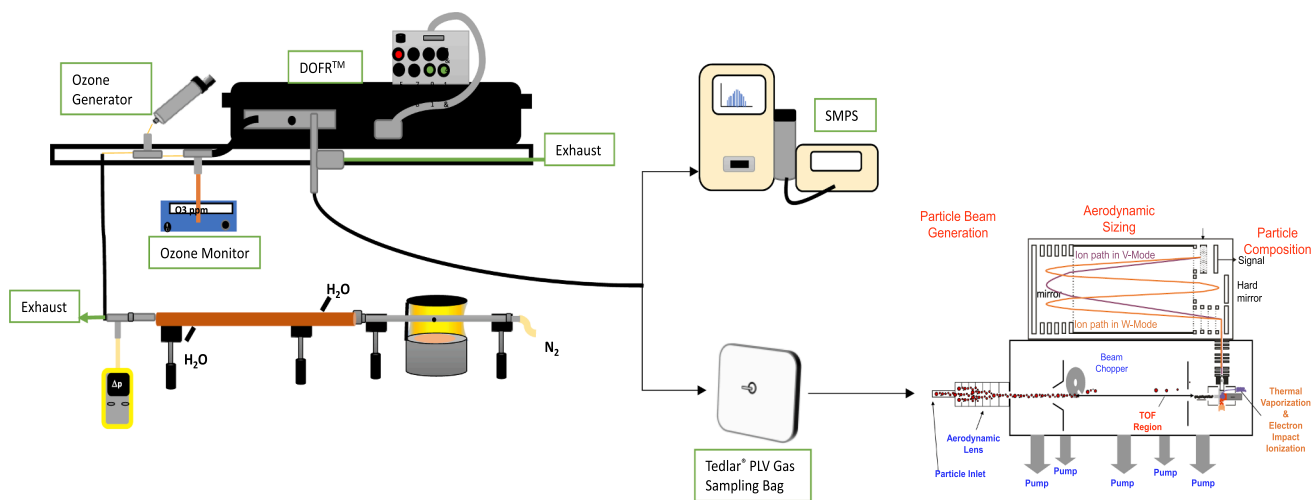 DOFR™
Ozone
Generator
SMPS
Exhaust
O3 ppm
Ozone Monitor
Exhaust
H₂O
H₂O
N₂
Δp
Tedlar® PLV Gas
Sampling Bag
Particle Beam
Generation
Aerodynamic
Sizing
Particle
Composition
Ion path in V-Mode
Signal
mirror
Hard
mirror
Ion path in W-Mode
Beam
Chopper
TOF
Region
Thermal
Vaporization
&
Electron
Impact
Ionization
Aerodynamic
Lens
Particle Inlet
Pump
Pump
Pump
Pump
Pump